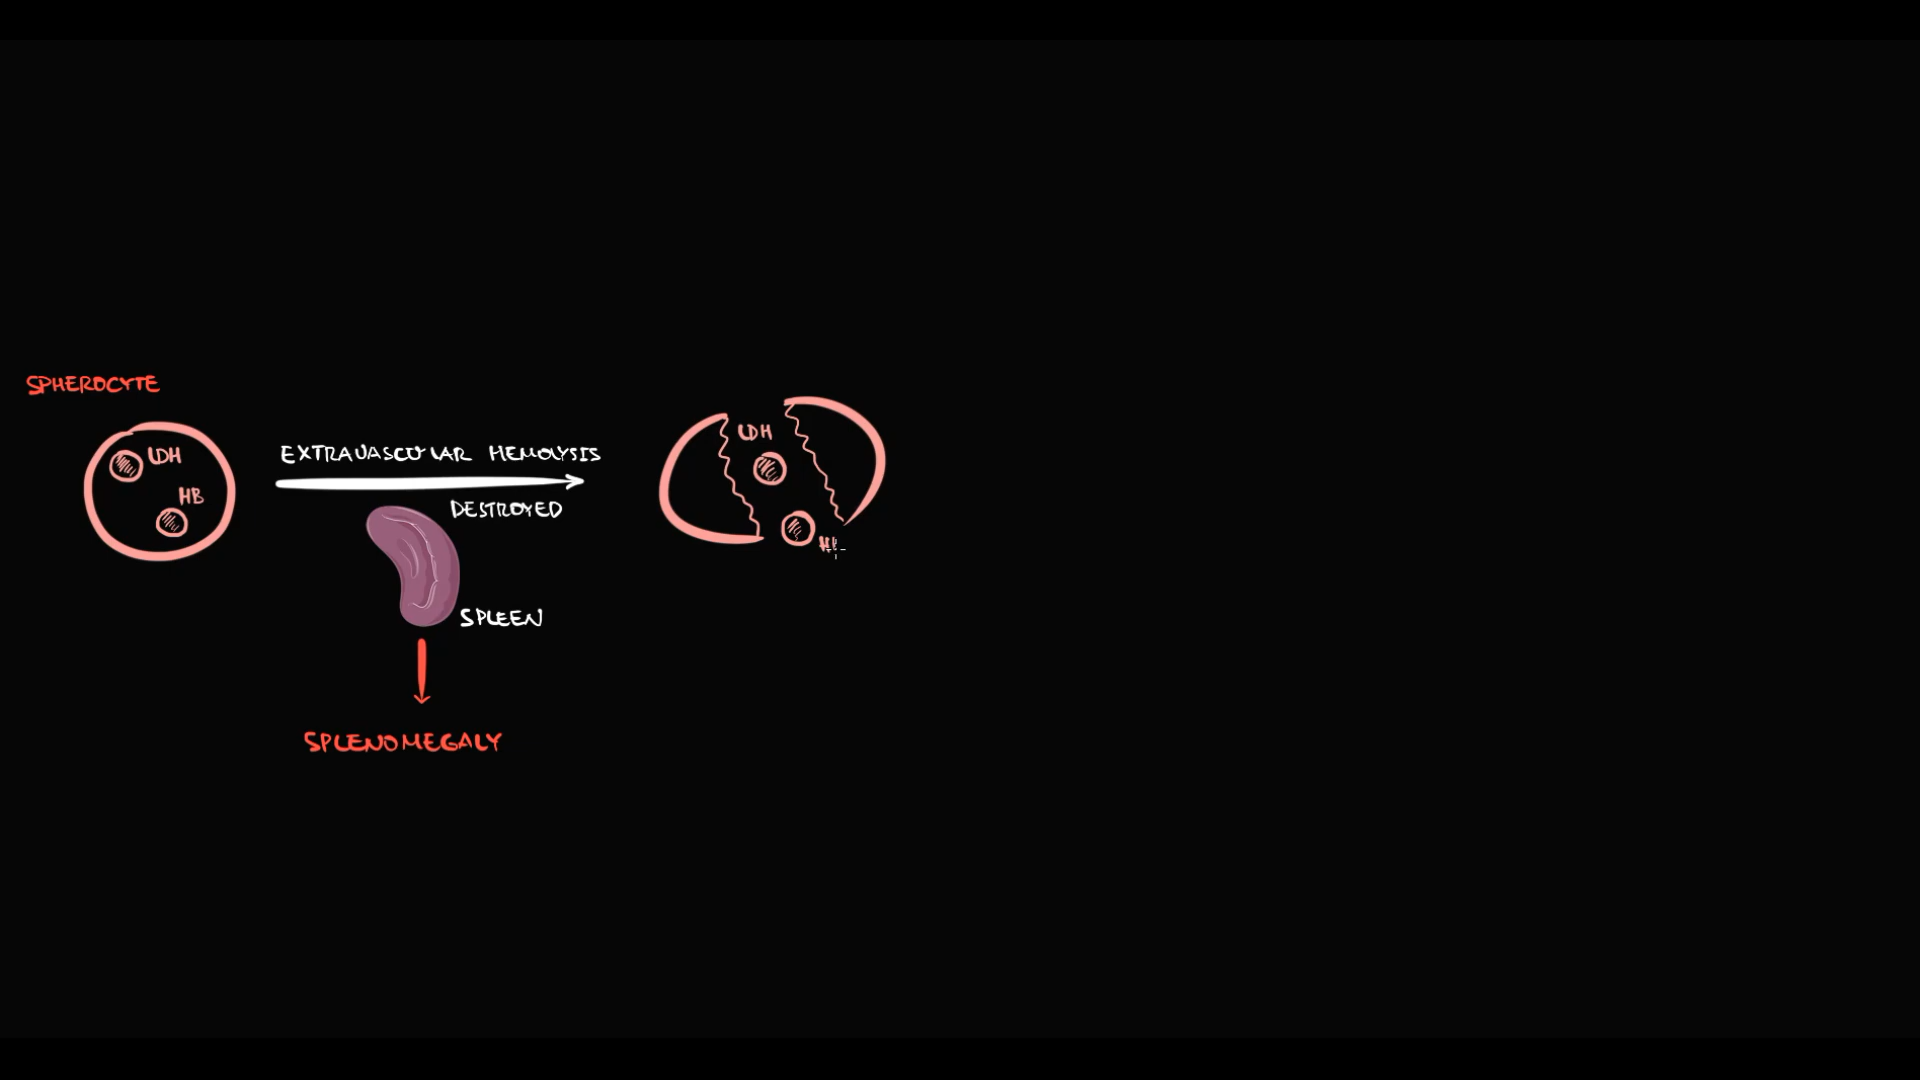 SPHEROCYTE
LDH
HB
EXTRAVASCULAR HEMOLYSIS
DESTROYED
SPLEEN
SPLENOMEGALY
LDH